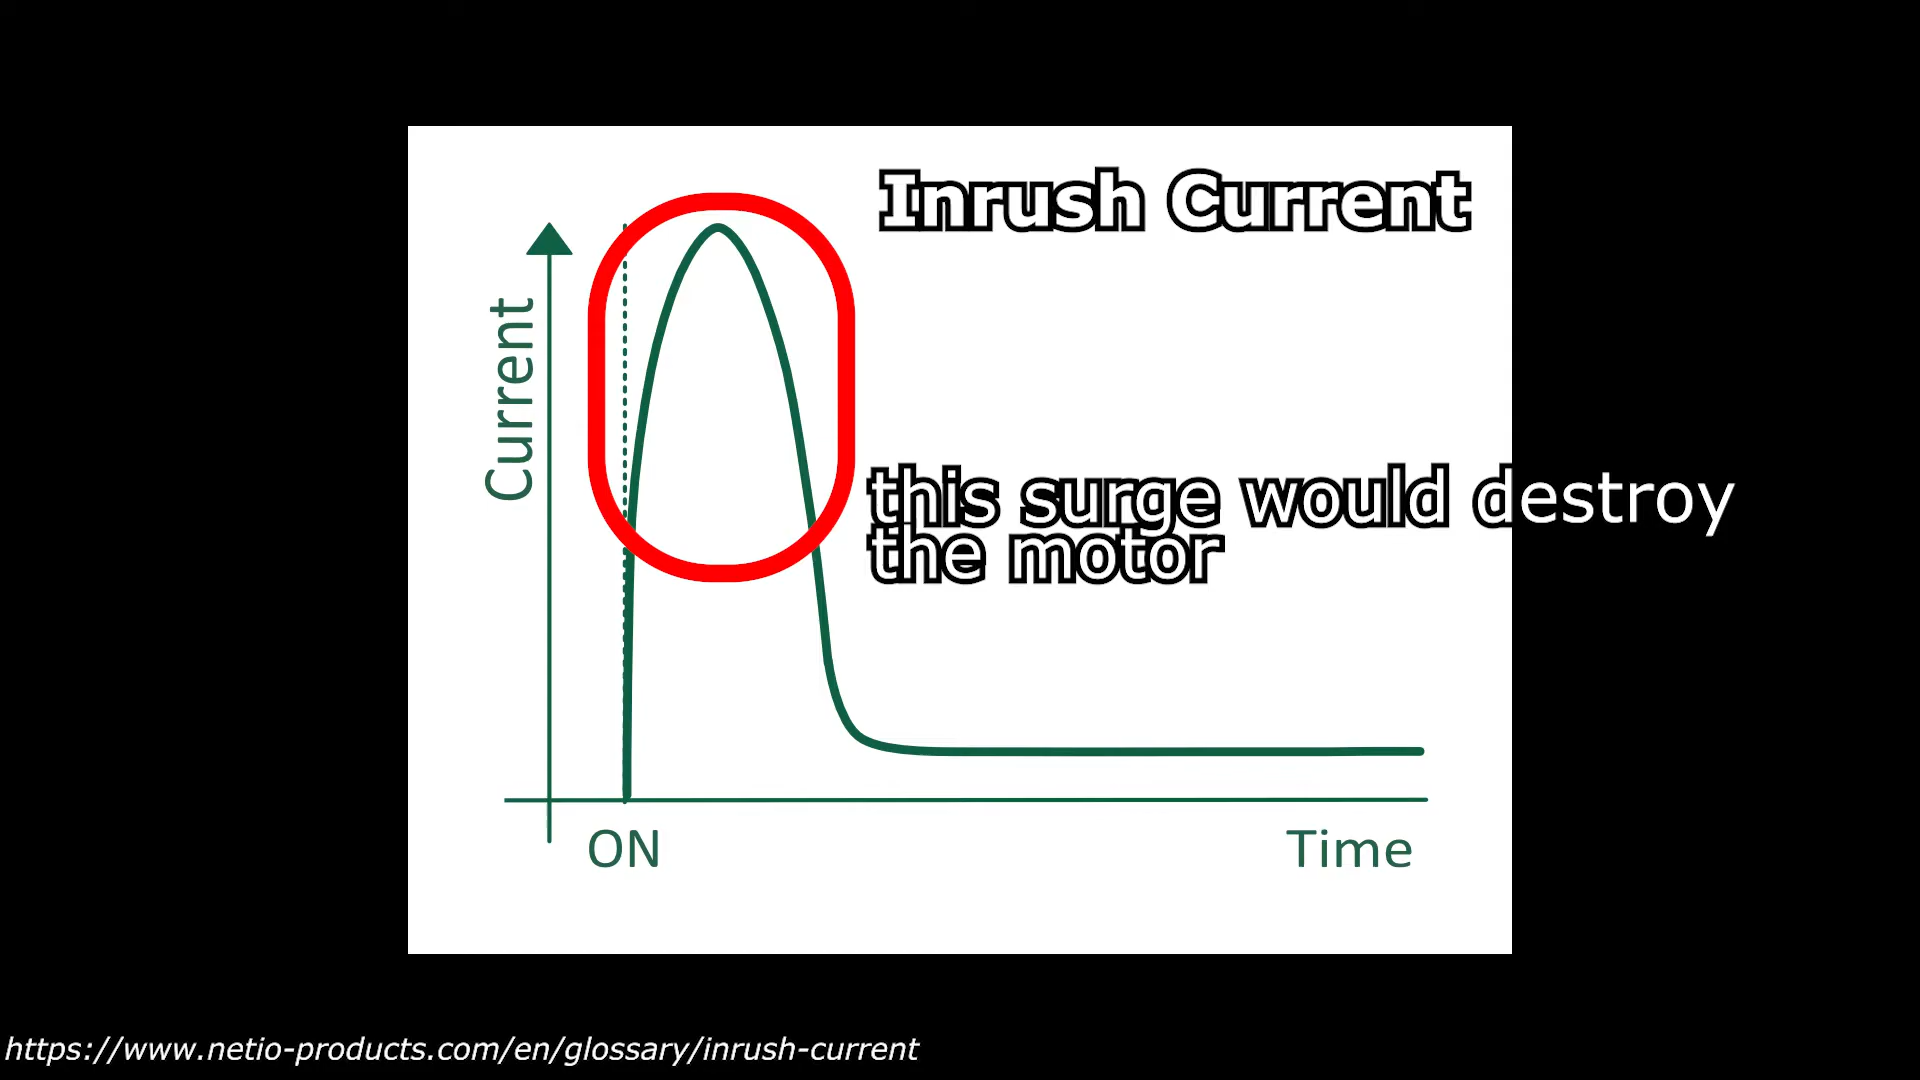 Inrush Current
Current
this surge would destroy
the motor
ON
Time
https://www.netio-products.com/en/glossary/inrush-current